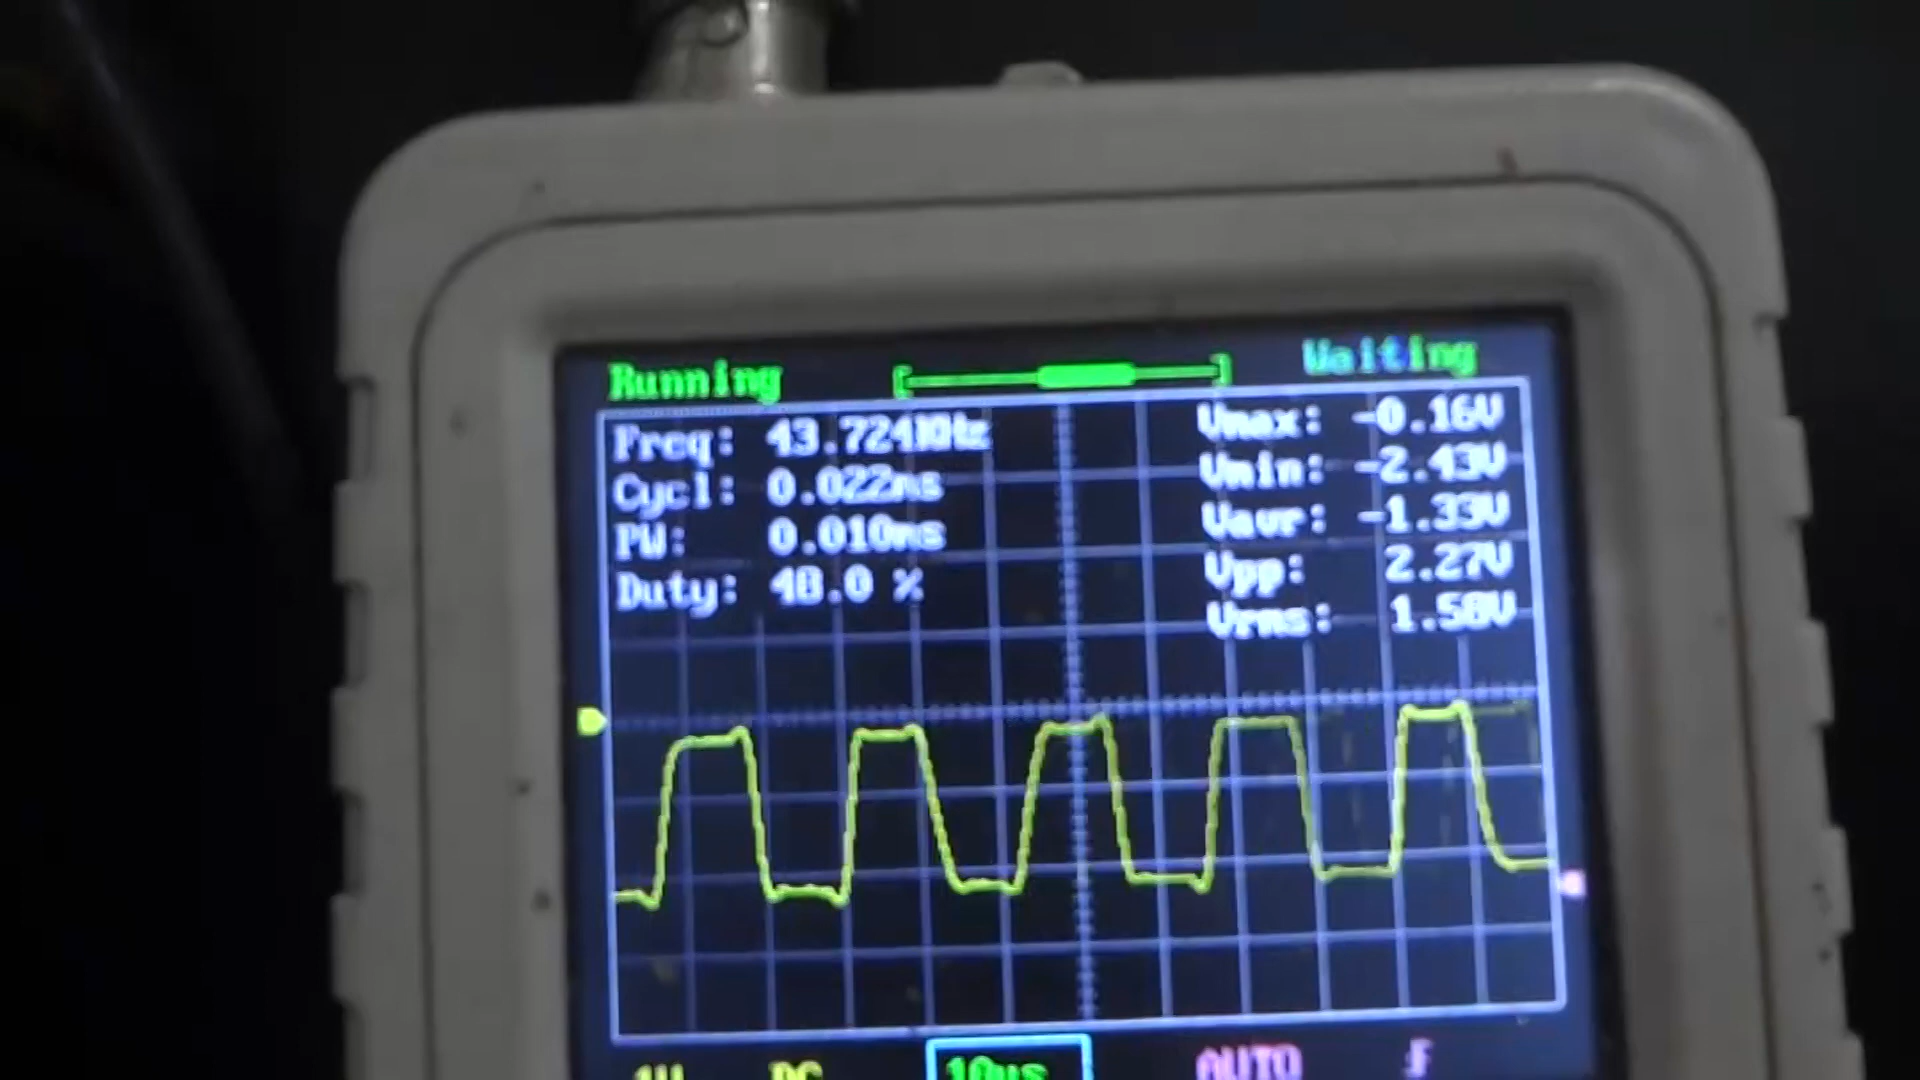 Running Waiting
Freq: 43.724KHz Vmax: -0.16V
Cycl: 0.022ms Vmin: -2.43V
PW: 0.010ms Vavr: -1.33V
Duty: 48.0 % Vpp: 2.27V
Vrms: 1.58V
1V DC 10us AUTO